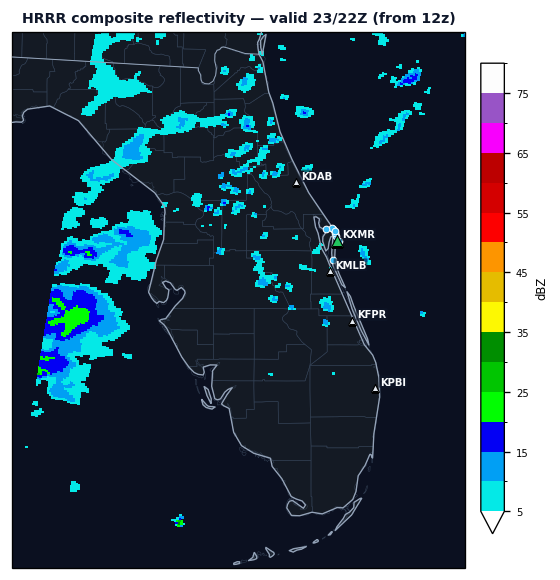 HRRR composite reflectivity — valid 23/22Z (from 12z)
KDAB
KXMR
KMLB
KFPR
KPBI
75
65
55
45
35
25
15
5
dBZ